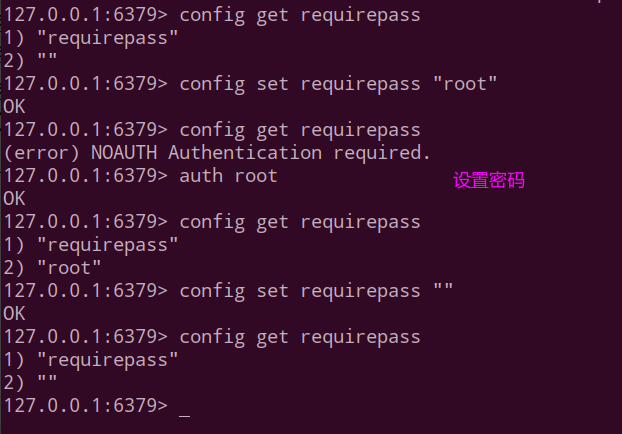 127.0.0.1:6379> config get requirepass
1) "requirepass"
2) ""
127.0.0.1:6379> config set requirepass "root"
OK
127.0.0.1:6379> config get requirepass
(error) NOAUTH Authentication required.
127.0.0.1:6379> auth root
设置密码
OK
127.0.0.1:6379> config get requirepass
1) "requirepass"
2) "root"
127.0.0.1:6379> config set requirepass ""
OK
127.0.0.1:6379> config get requirepass
1) "requirepass"
2) ""
127.0.0.1:6379> _